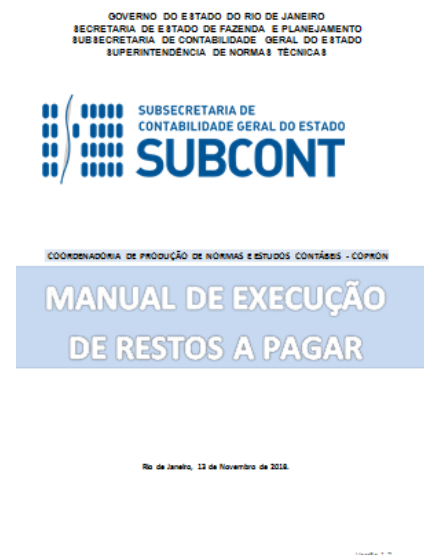 GOVERNO DO ESTADO DO RIO DE JANEIRO
SECRETARIA DE ESTADO DE FAZENDA E PLANEJAMENTO
SUBSECRETARIA DE CONTABILIDADE GERAL DO ESTADO
SUPERINTENDÊNCIA DE NORMAS TÉCNICAS
SUBSECRETARIA DE
CONTABILIDADE GERAL DO ESTADO
SUBCONT
COORDENADORIA DE PRODUÇÃO DE NORMAS E ESTUDOS CONTÁBEIS - COPRON
MANUAL DE EXECUÇÃO
DE RESTOS A PAGAR
Rio de Janeiro, 13 de Novembro de 2018.